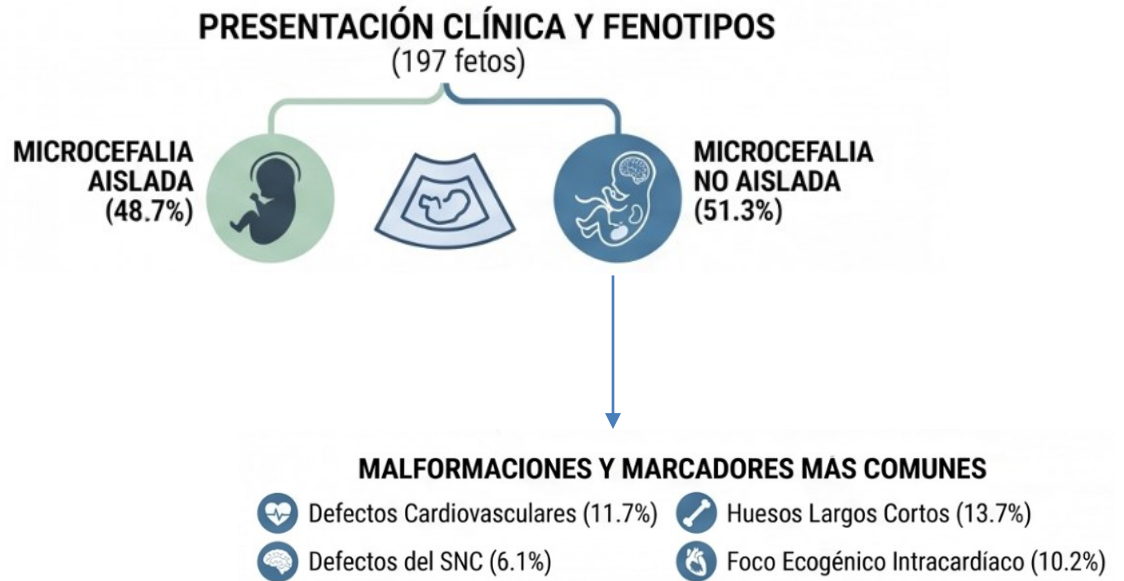 PRESENTACIÓN CLÍNICA Y FENOTIPOS
(197 fetos)
MICROCEFALIA
AISLADA
(48.7%)
MICROCEFALIA
NO AISLADA
(51.3%)
MALFORMACIONES Y MARCADORES MAS COMUNES
Defectos Cardiovasculares (11.7%)
Huesos Largos Cortos (13.7%)
Defectos del SNC (6.1%)
Foco Ecogénico Intracardíaco (10.2%)